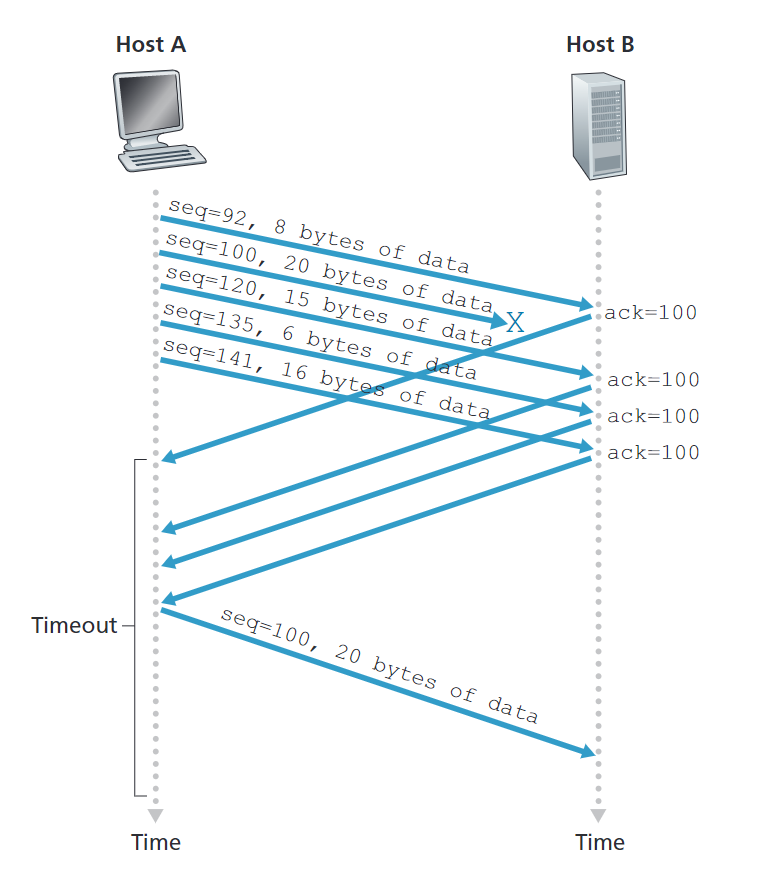 Host A
Host B
seq=92, 8 bytes of data
seq=100, 20 bytes of data
X
seq=120, 15 bytes of data
seq=135, 6 bytes of data
seq=141, 16 bytes of data
ack=100
ack=100
ack=100
ack=100
Timeout
seq=100, 20 bytes of data
Time
Time